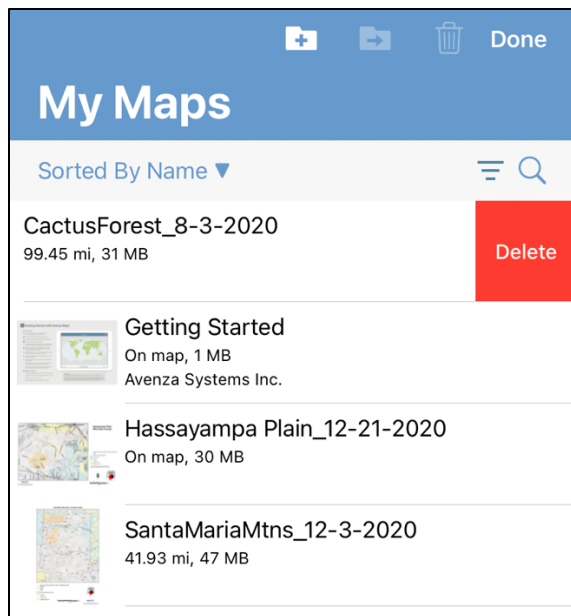 Done
My Maps
Sorted By Name ▼
CactusForest_8-3-2020
99.45 mi, 31 MB
Delete
Getting Started
On map, 1 MB
Avenza Systems Inc.
Hassayampa Plain_12-21-2020
On map, 30 MB
SantaMariaMtns_12-3-2020
41.93 mi, 47 MB